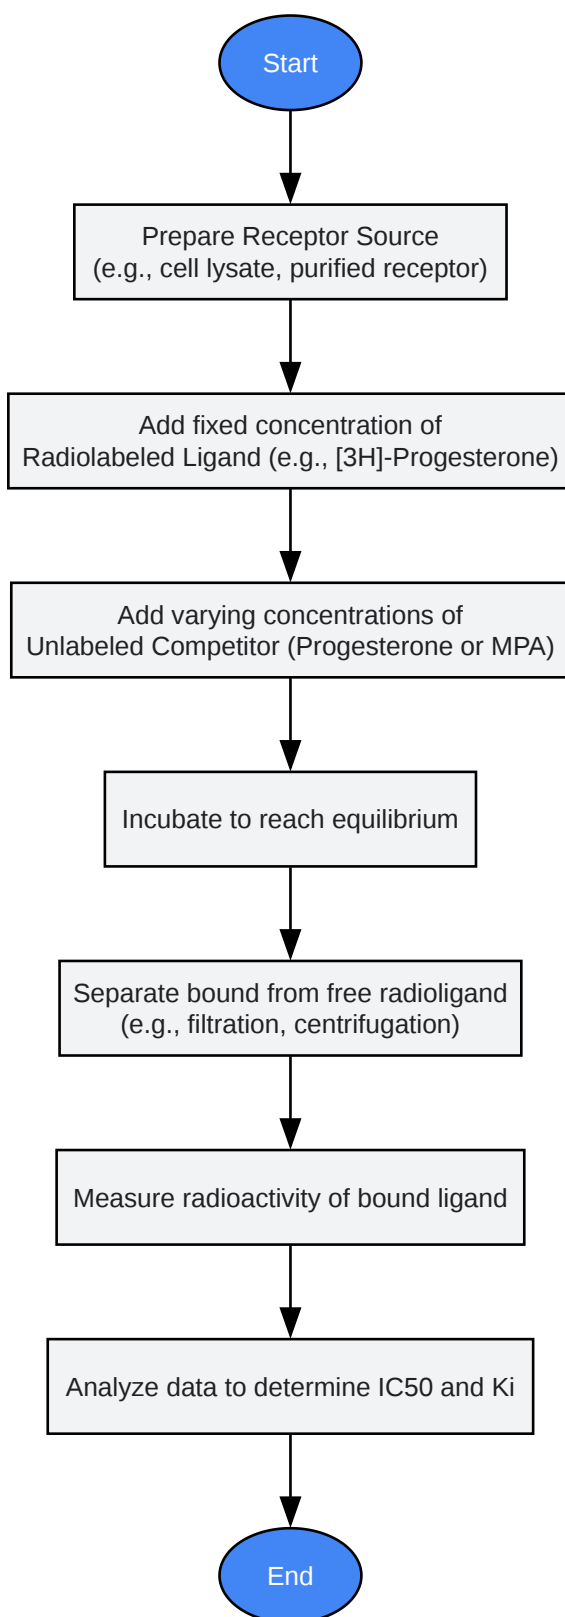 Start
Prepare Receptor Source
(e.g., cell lysate, purified receptor)
Add fixed concentration of
Radiolabeled Ligand (e.g., [3H]-Progesterone)
Add varying concentrations of
Unlabeled Competitor (Progesterone or MPA)
Incubate to reach equilibrium
Separate bound from free radioligand
(e.g., filtration, centrifugation)
Measure radioactivity of bound ligand
Analyze data to determine IC50 and Ki
End